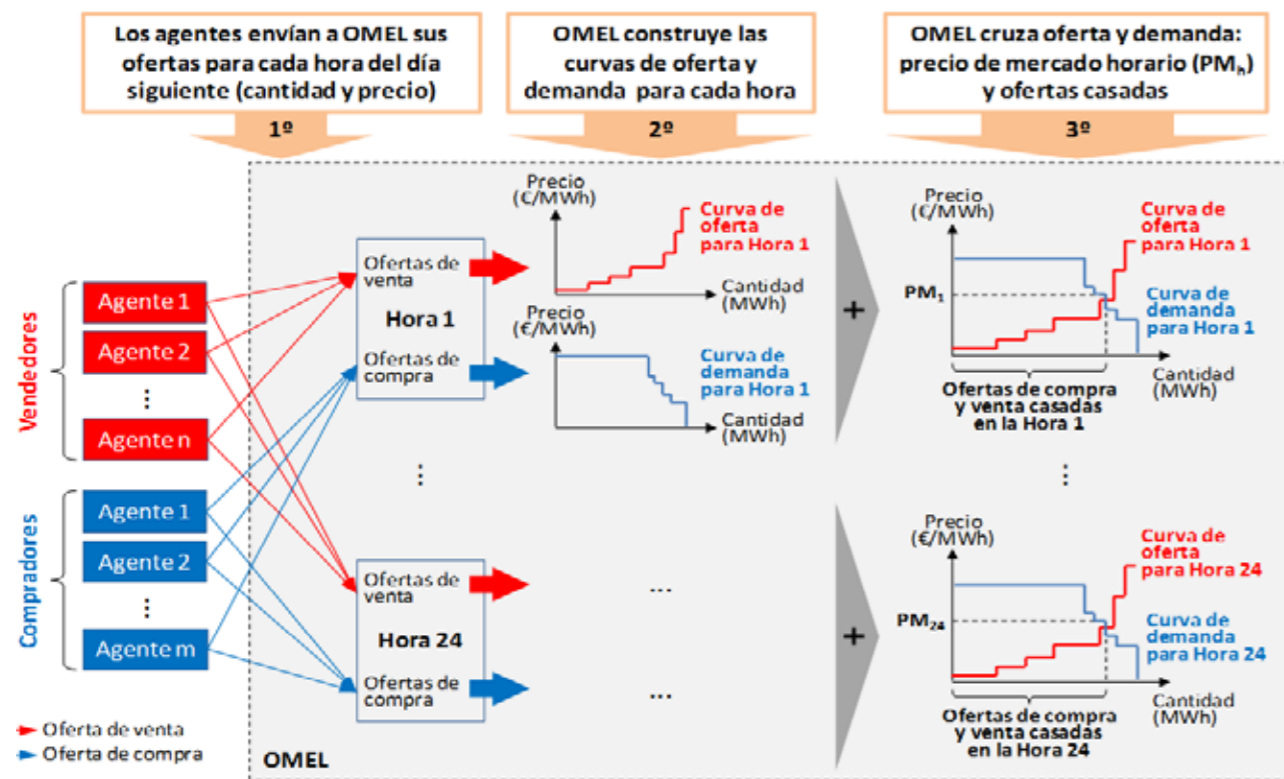 Los agentes envían a OMEL sus
ofertas para cada hora del día
siguiente (cantidad y precio)
1º
OMEL construye las
curvas de oferta y
demanda para cada hora
2º
OMEL cruza oferta y demanda:
precio de mercado horario (PMh)
y ofertas casadas
3º
Vendedores
Agente 1
Agente 2
...
Agente n
Compradores
Agente 1
Agente 2
...
Agente m
Oferta de venta
Oferta de compra
Ofertas de
venta
Hora 1
Ofertas de
compra
...
Ofertas de
venta
Hora 24
Ofertas de
compra
OMEL
Precio
(€/MWh)
Curva de
oferta
para Hora 1
Cantidad
(MWh)
Precio
(€/MWh)
Curva de
demanda
para Hora 1
Cantidad
(MWh)
...
...
+
Precio
(€/MWh)
Curva de
oferta
para Hora 1
PM1
Curva de
demanda
para Hora 1
Cantidad
(MWh)
Ofertas de compra
y venta casadas
en la Hora 1
...
+
Precio
(€/MWh)
Curva de
oferta
para Hora 24
PM24
Curva de
demanda
para Hora 24
Cantidad
(MWh)
Ofertas de compra
y venta casadas
en la Hora 24